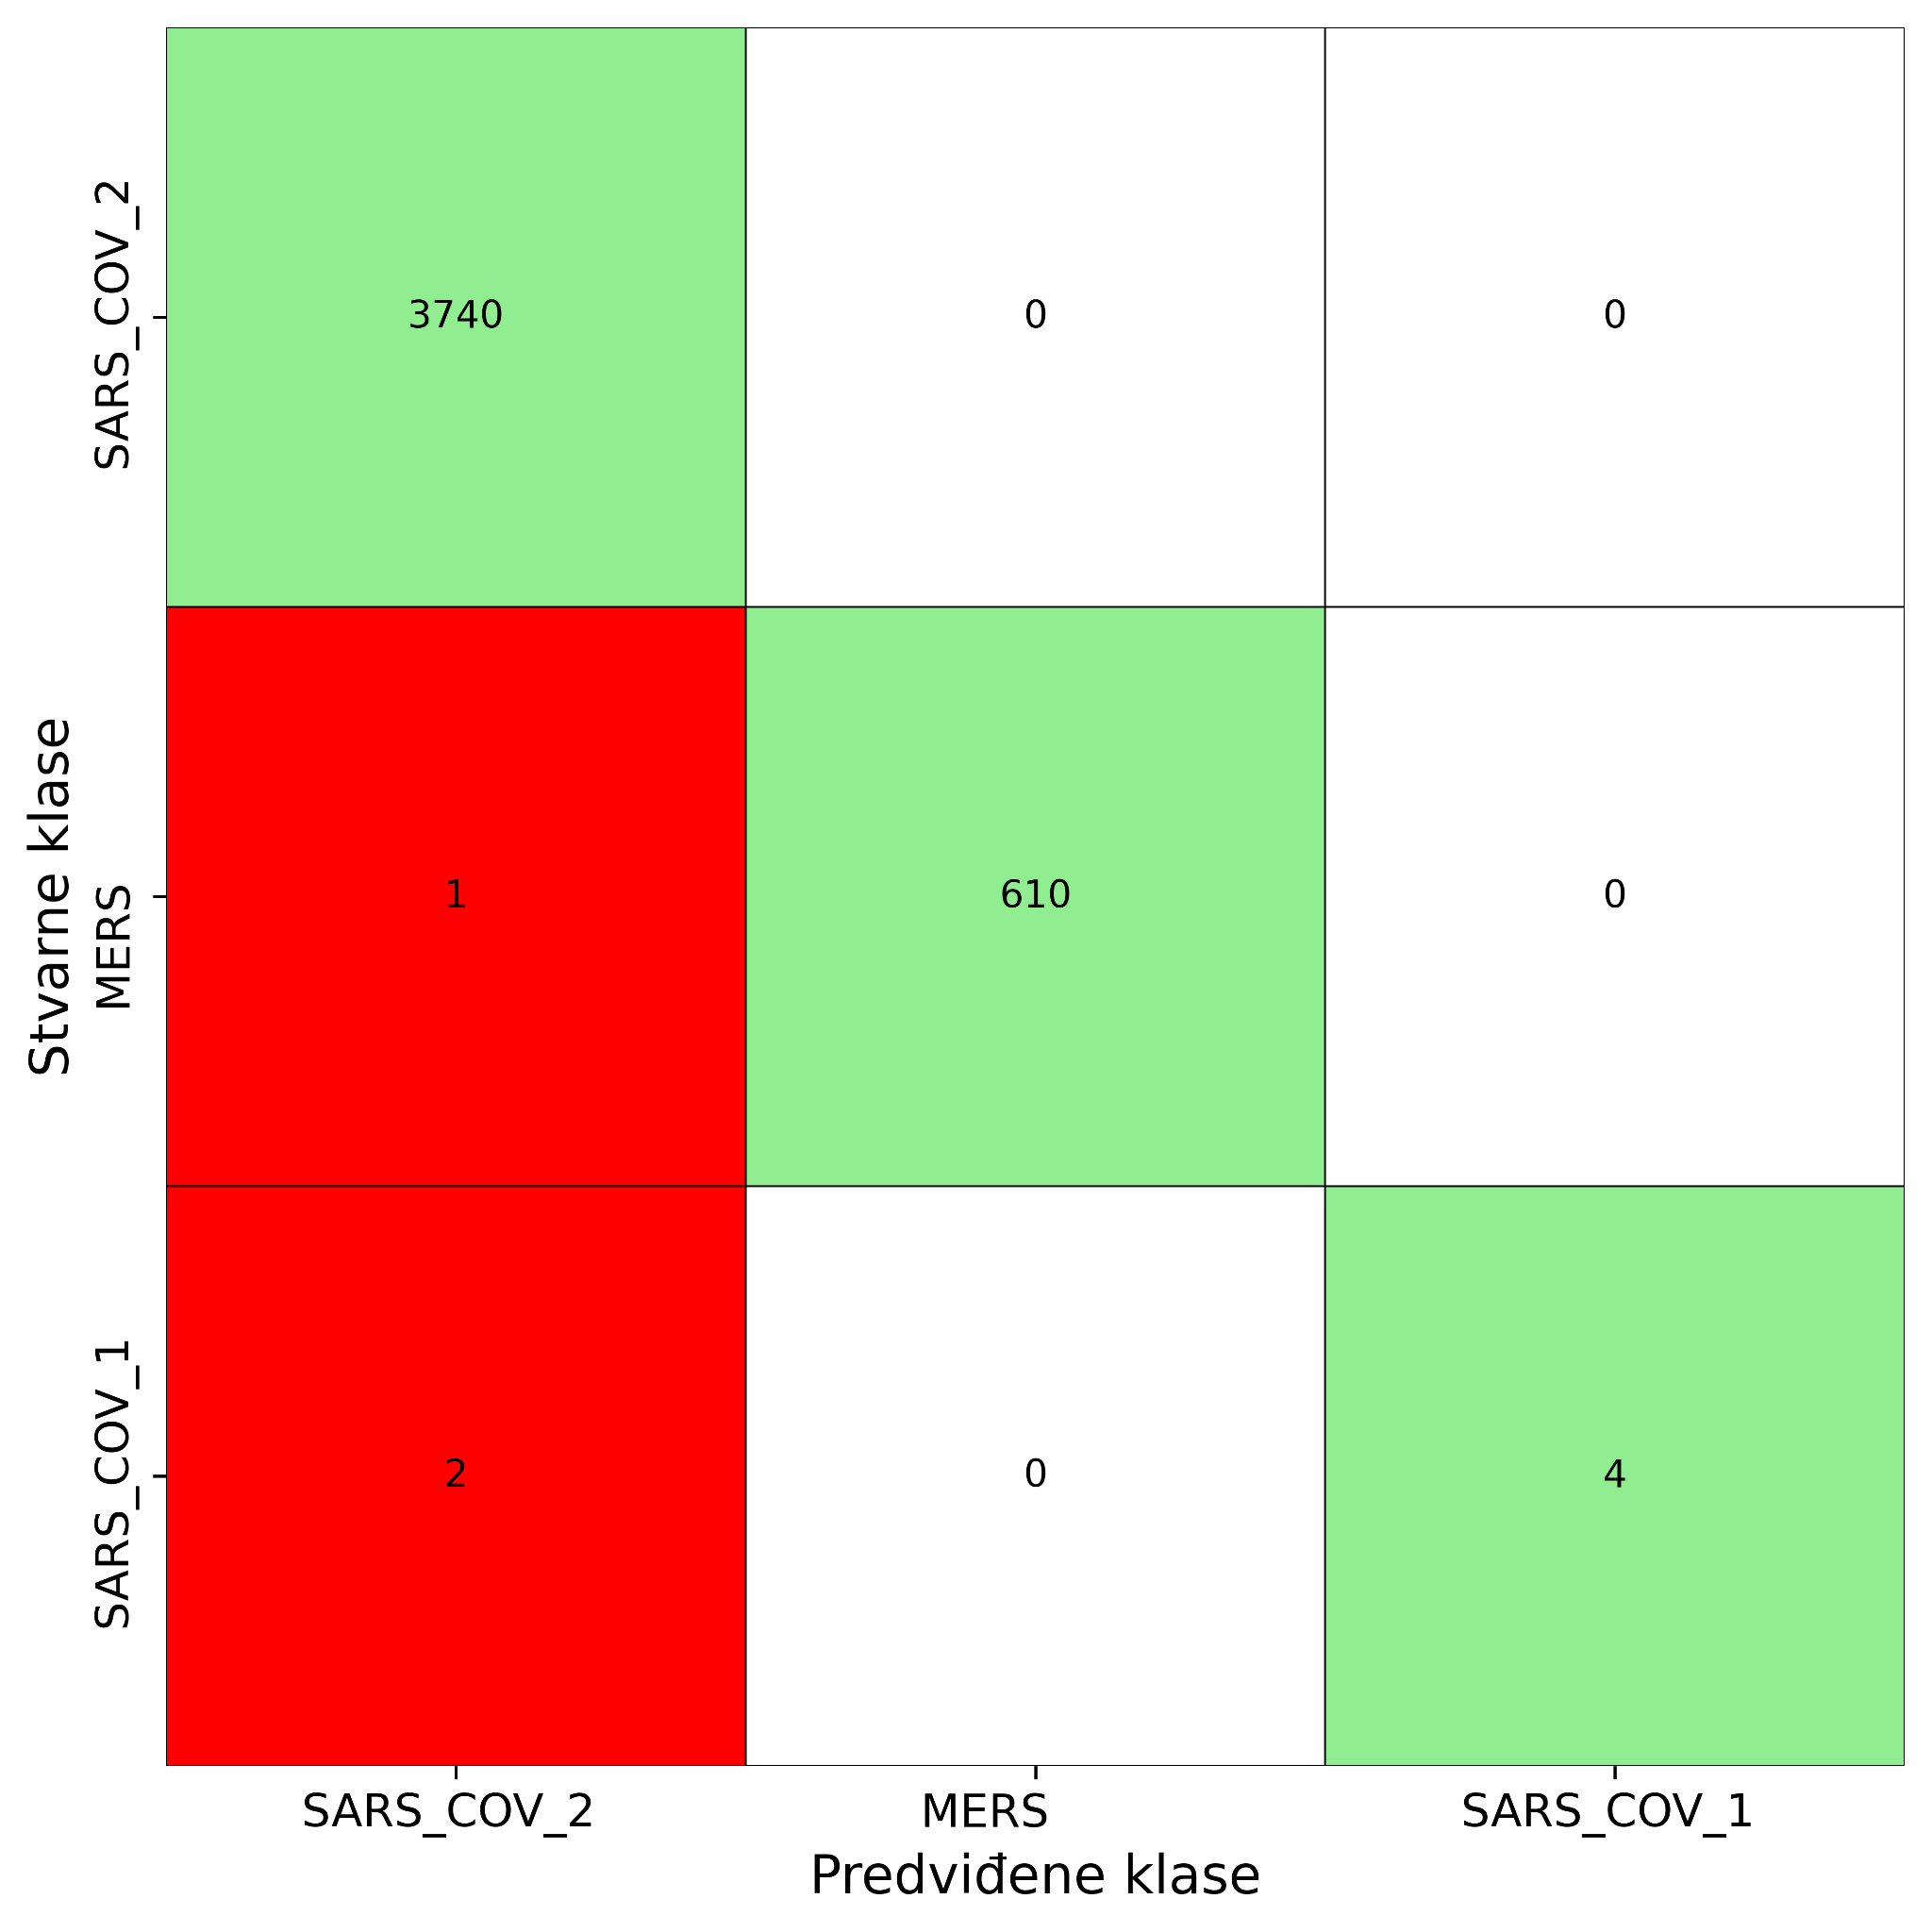 Stvarne klase
SARS_COV_2
3740 0 0
MERS
1 610 0
SARS_COV_1
2 0 4
SARS_COV_2 MERS SARS_COV_1
Predviđene klase